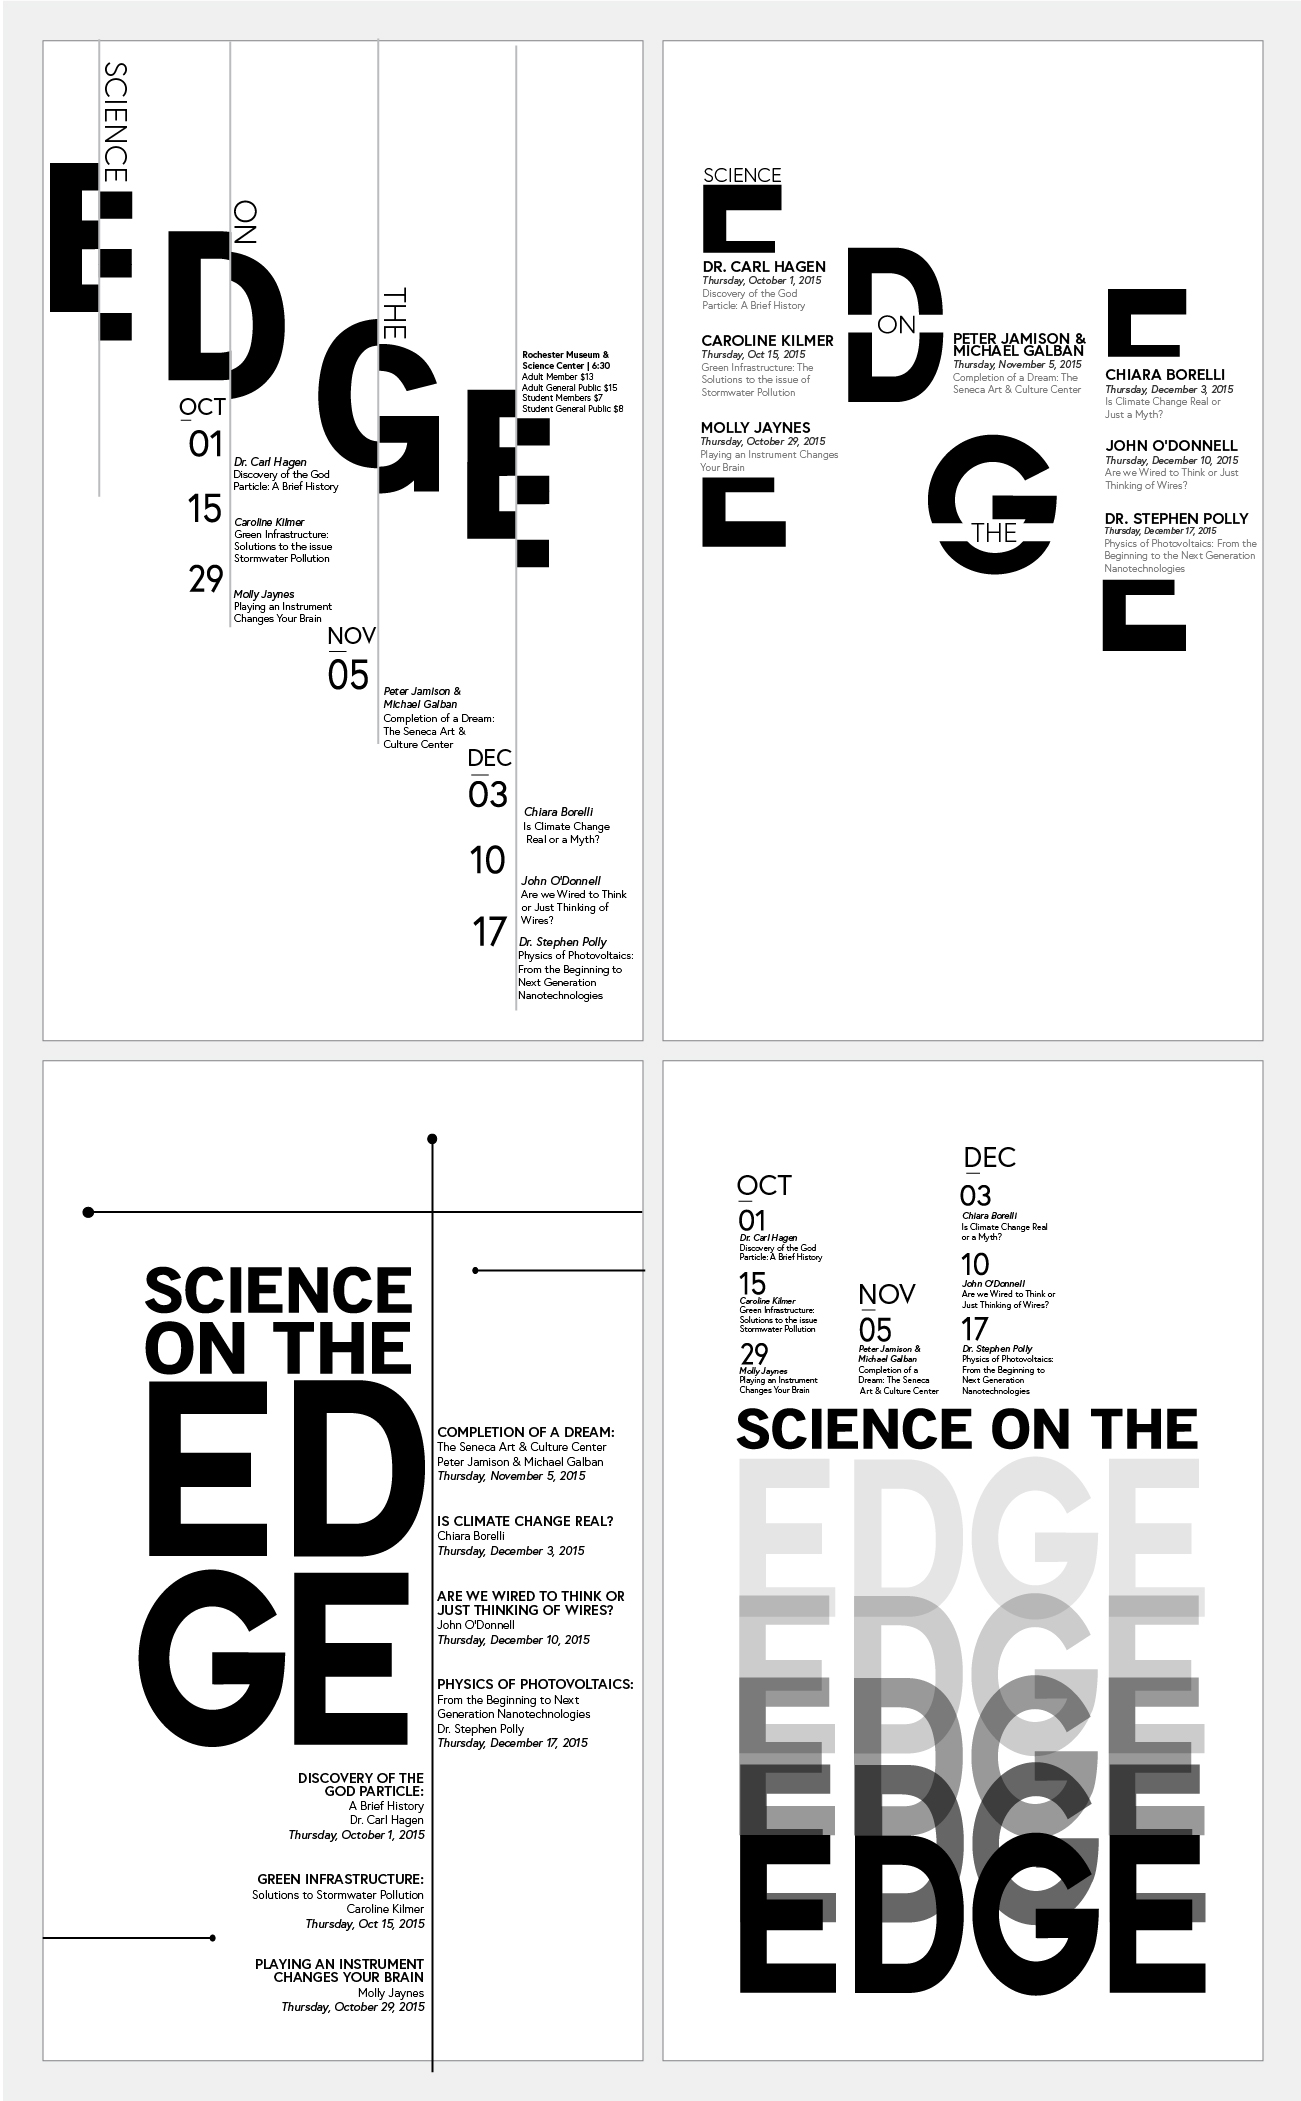 SCIENCE
ON
THE
EDGE
Rochester Museum &
Science Center | 6:30
Adult Member $13
Adult General Public $15
Student Members $7
Student General Public $8
OCT
01
Dr. Carl Hagen
Discovery of the God
Particle: A Brief History
15
Caroline Kilmer
Green Infrastructure:
Solutions to the issue
Stormwater Pollution
29
Molly Jaynes
Playing an Instrument
Changes Your Brain
NOV
05
Peter Jamison &
Michael Galban
Completion of a Dream:
The Seneca Art &
Culture Center
DEC
03
Chiara Borelli
Is Climate Change
Real or a Myth?
10
John O'Donnell
Are we Wired to Think
or Just Thinking of
Wires?
17
Dr. Stephen Polly
Physics of Photovoltaics:
From the Beginning to
Next Generation
Nanotechnologies
SCIENCE
E
DR. CARL HAGEN
Thursday, October 1, 2015
Discovery of the God
Particle: A Brief History
CAROLINE KILMER
Thursday, Oct 15, 2015
Green Infrastructure: The
Solutions to the issue of
Stormwater Pollution
MOLLY JAYNES
Thursday, October 29, 2015
Playing an Instrument Changes
Your Brain
D
ON
PETER JAMISON &
MICHAEL GALBAN
Thursday, November 5, 2015
Completion of a Dream: The
Seneca Art & Culture Center
G
THE
E
CHIARA BORELLI
Thursday, December 3, 2015
Is Climate Change Real or
Just a Myth?
JOHN O'DONNELL
Thursday, December 10, 2015
Are we Wired to Think or Just
Thinking of Wires?
DR. STEPHEN POLLY
Thursday, December 17, 2015
Physics of Photovoltaics: From the
Beginning to the Next Generation
Nanotechnologies
SCIENCE
ON THE
ED
GE
COMPLETION OF A DREAM:
The Seneca Art & Culture Center
Peter Jamison & Michael Galban
Thursday, November 5, 2015
IS CLIMATE CHANGE REAL?
Chiara Borelli
Thursday, December 3, 2015
ARE WE WIRED TO THINK OR
JUST THINKING OF WIRES?
John O'Donnell
Thursday, December 10, 2015
PHYSICS OF PHOTOVOLTAICS:
From the Beginning to Next
Generation Nanotechnologies
Dr. Stephen Polly
Thursday, December 17, 2015
DISCOVERY OF THE
GOD PARTICLE:
A Brief History
Dr. Carl Hagen
Thursday, October 1, 2015
GREEN INFRASTRUCTURE:
Solutions to Stormwater Pollution
Caroline Kilmer
Thursday, Oct 15, 2015
PLAYING AN INSTRUMENT
CHANGES YOUR BRAIN
Molly Jaynes
Thursday, October 29, 2015
OCT
01
Dr. Carl Hagen
Discovery of the God
Particle: A Brief History
15
Caroline Kilmer
Green Infrastructure:
Solutions to the issue
Stormwater Pollution
29
Molly Jaynes
Playing an Instrument
Changes Your Brain
NOV
05
Peter Jamison &
Michael Galban
Completion of a
Dream: The Seneca
Art & Culture Center
DEC
03
Chiara Borelli
Is Climate Change Real
or a Myth?
10
John O'Donnell
Are we Wired to Think or
Just Thinking of Wires?
17
Dr. Stephen Polly
Physics of Photovoltaics:
From the Beginning to
Next Generation
Nanotechnologies
SCIENCE ON THE
EDGE
EDGE
EDGE
EDGE
EDGE